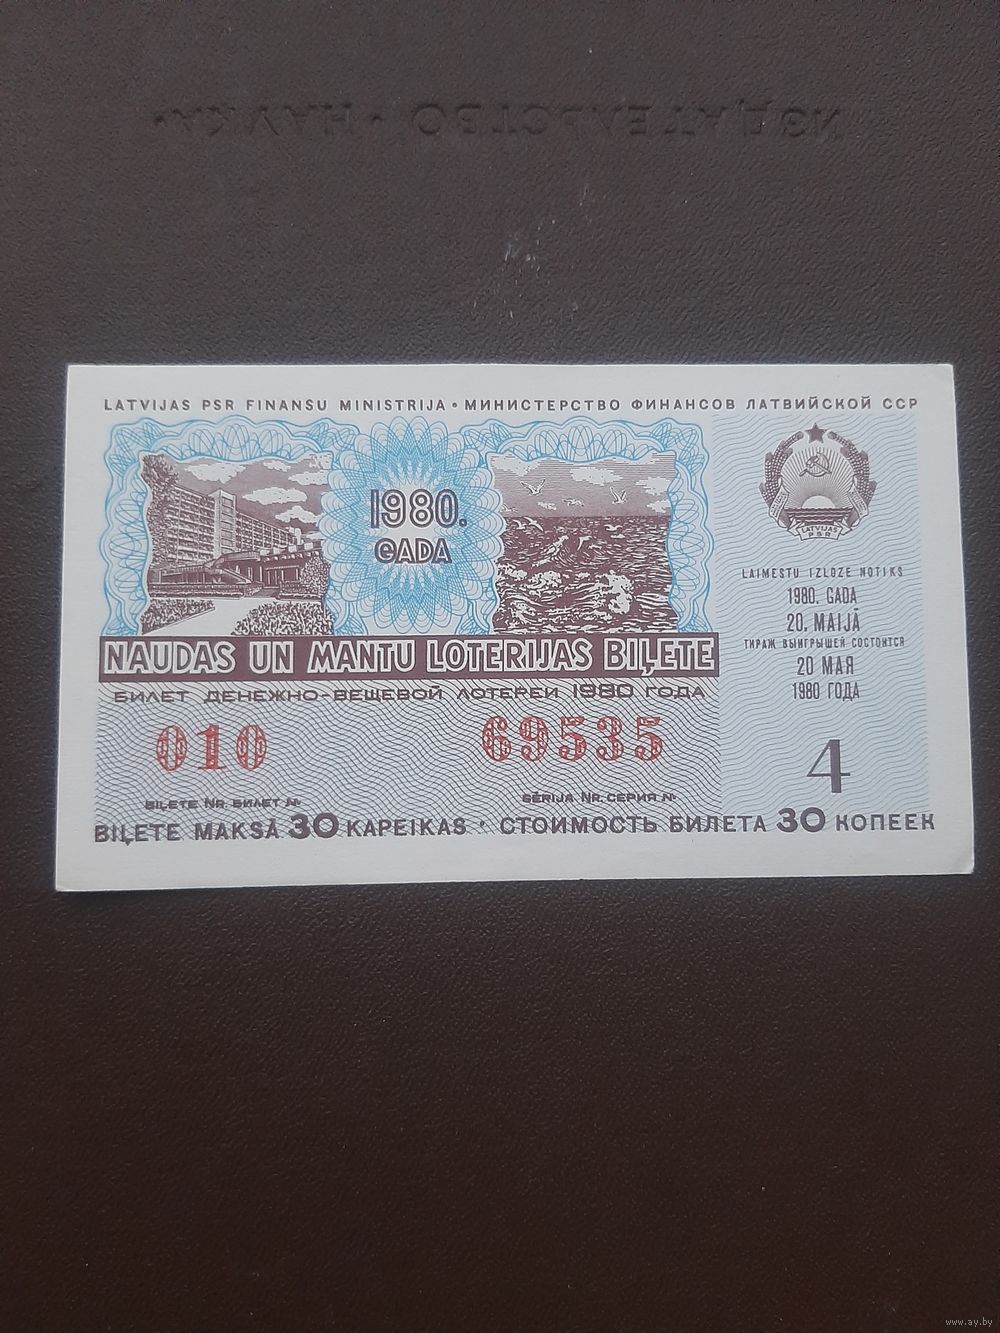 ИЗДАТЕЛЬСТВО • НАУКА •
LATVIJAS PSR FINANSU MINISTRIJA • МИНИСТЕРСТВО ФИНАНСОВ ЛАТВИЙСКОЙ ССР
1980.
GADA
LATVIJAS
PSR
LAIMESTU IZLOZE NOTIKS
1980. GADA
20. MAIJĀ
ТИРАЖ ВЫИГРЫШЕЙ СОСТОИТСЯ
20 МАЯ
1980 ГОДА
NAUDAS UN MANTU LOTERIJAS BIĻETE
БИЛЕТ ДЕНЕЖНО-ВЕЩЕВОЙ ЛОТЕРЕИ 1980 ГОДА
010 69535
4
BIĻETE NR. БИЛЕТ № SĒRIJA NR. СЕРИЯ №
BIĻETE MAKSĀ 30 KAPEIKAS • СТОИМОСТЬ БИЛЕТА 30 КОПЕЕК
www.ay.by